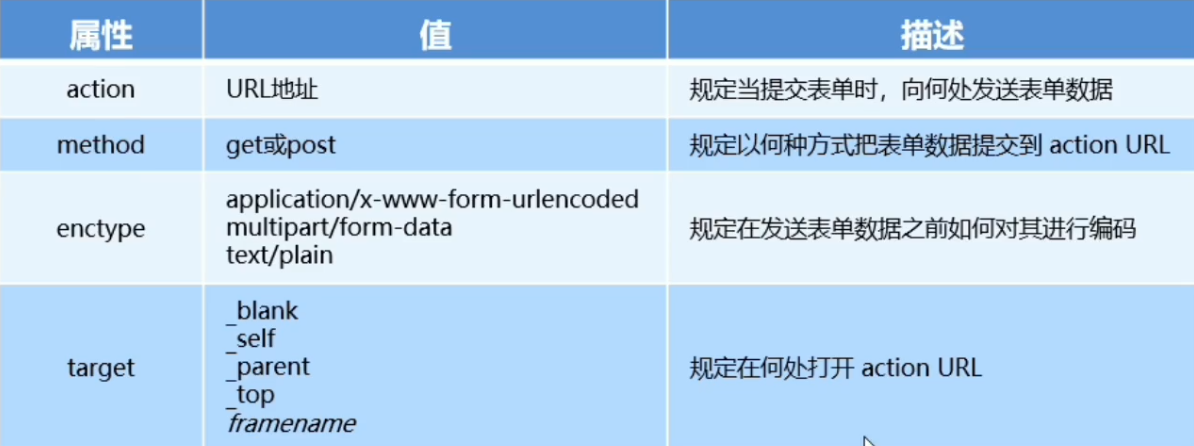 属性 值 描述
action URL地址 规定当提交表单时，向何处发送表单数据
method get或post 规定以何种方式把表单数据提交到 action URL
enctype application/x-www-form-urlencoded
multipart/form-data 规定在发送表单数据之前如何对其进行编码
text/plain
_blank
_self
target _parent 规定在何处打开 action URL
_top
framename